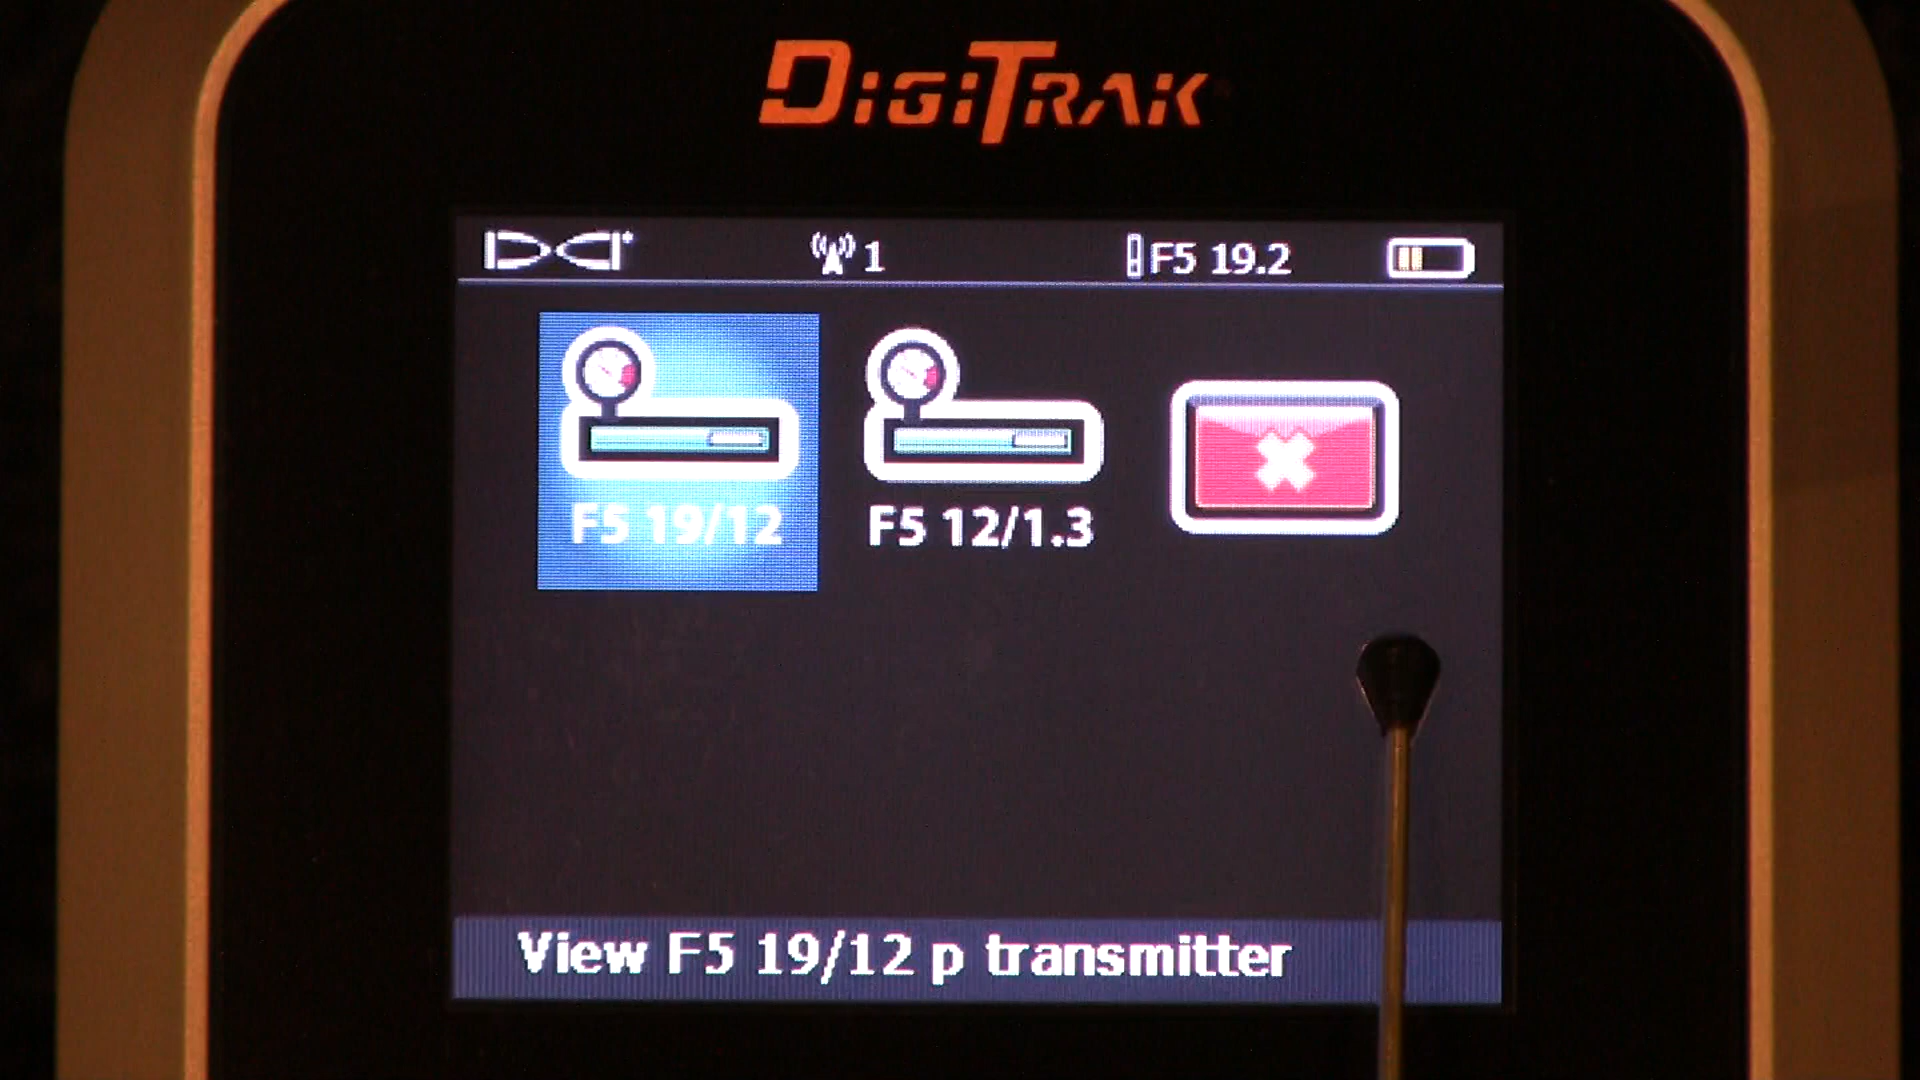 DIGITRAK
DCI 1 F5 19.2
F5 19/12 F5 12/1.3
View F5 19/12 p transmitter